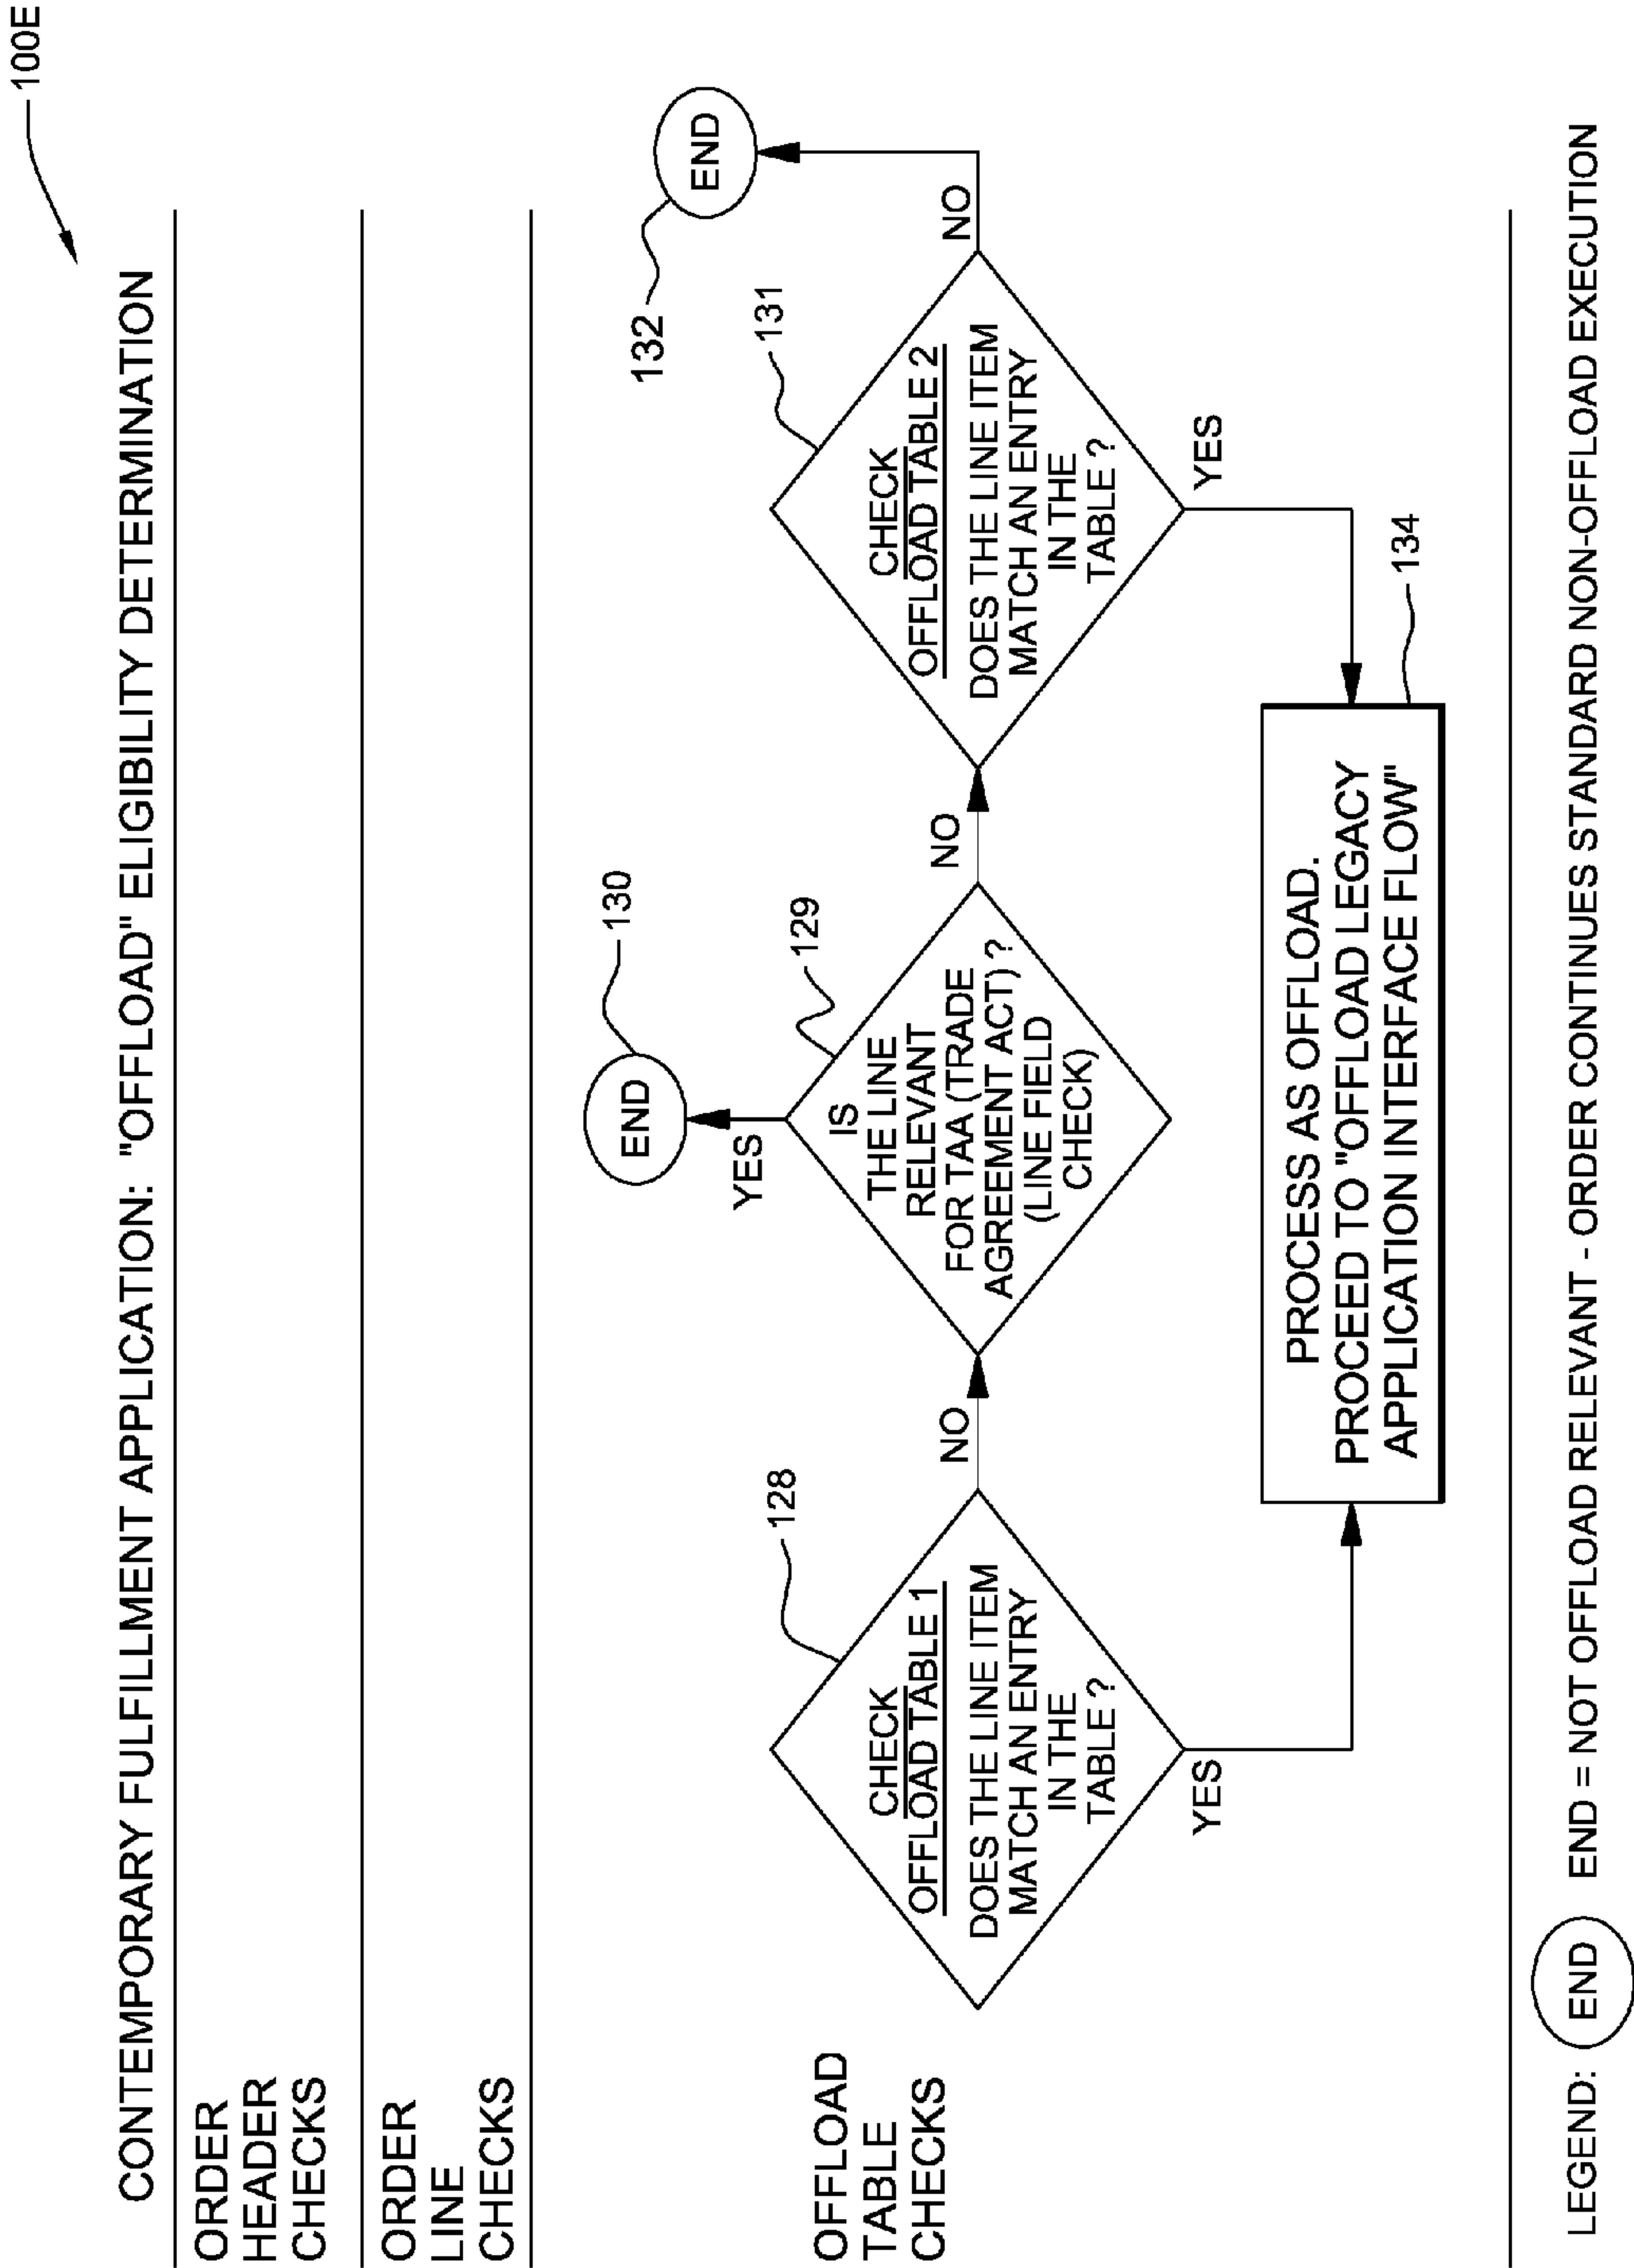 100E
CONTEMPORARY FULFILLMENT APPLICATION: "OFFLOAD" ELIGIBILITY DETERMINATION
ORDER
HEADER
CHECKS
ORDER
LINE
CHECKS
OFFLOAD
TABLE
CHECKS
128
CHECK
OFFLOAD TABLE 1
DOES THE LINE ITEM
MATCH AN ENTRY
IN THE
TABLE ?
YES
NO
129
IS
THE LINE
RELEVANT
FOR TAA (TRADE
AGREEMENT ACT) ?
(LINE FIELD
CHECK)
YES
130
END
NO
131
CHECK
OFFLOAD TABLE 2
DOES THE LINE ITEM
MATCH AN ENTRY
IN THE
TABLE ?
NO
132
END
YES
134
PROCESS AS OFFLOAD.
PROCEED TO "OFFLOAD LEGACY
APPLICATION INTERFACE FLOW"
LEGEND: END END = NOT OFFLOAD RELEVANT - ORDER CONTINUES STANDARD NON-OFFLOAD EXECUTION